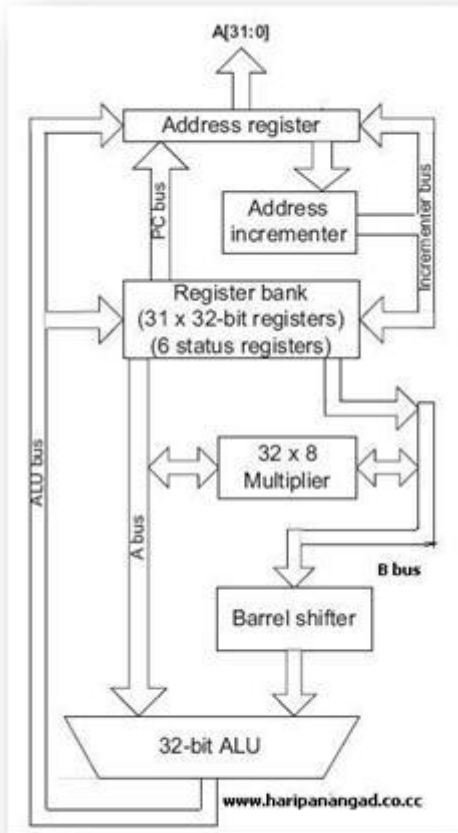 A[31:0]
Address register
PC bus
Address
incrementer
Incrementer bus
Register bank
(31 x 32-bit registers)
(6 status registers)
ALU bus
A bus
32 x 8
Multiplier
B bus
Barrel shifter
32-bit ALU
www.haripanangad.co.cc